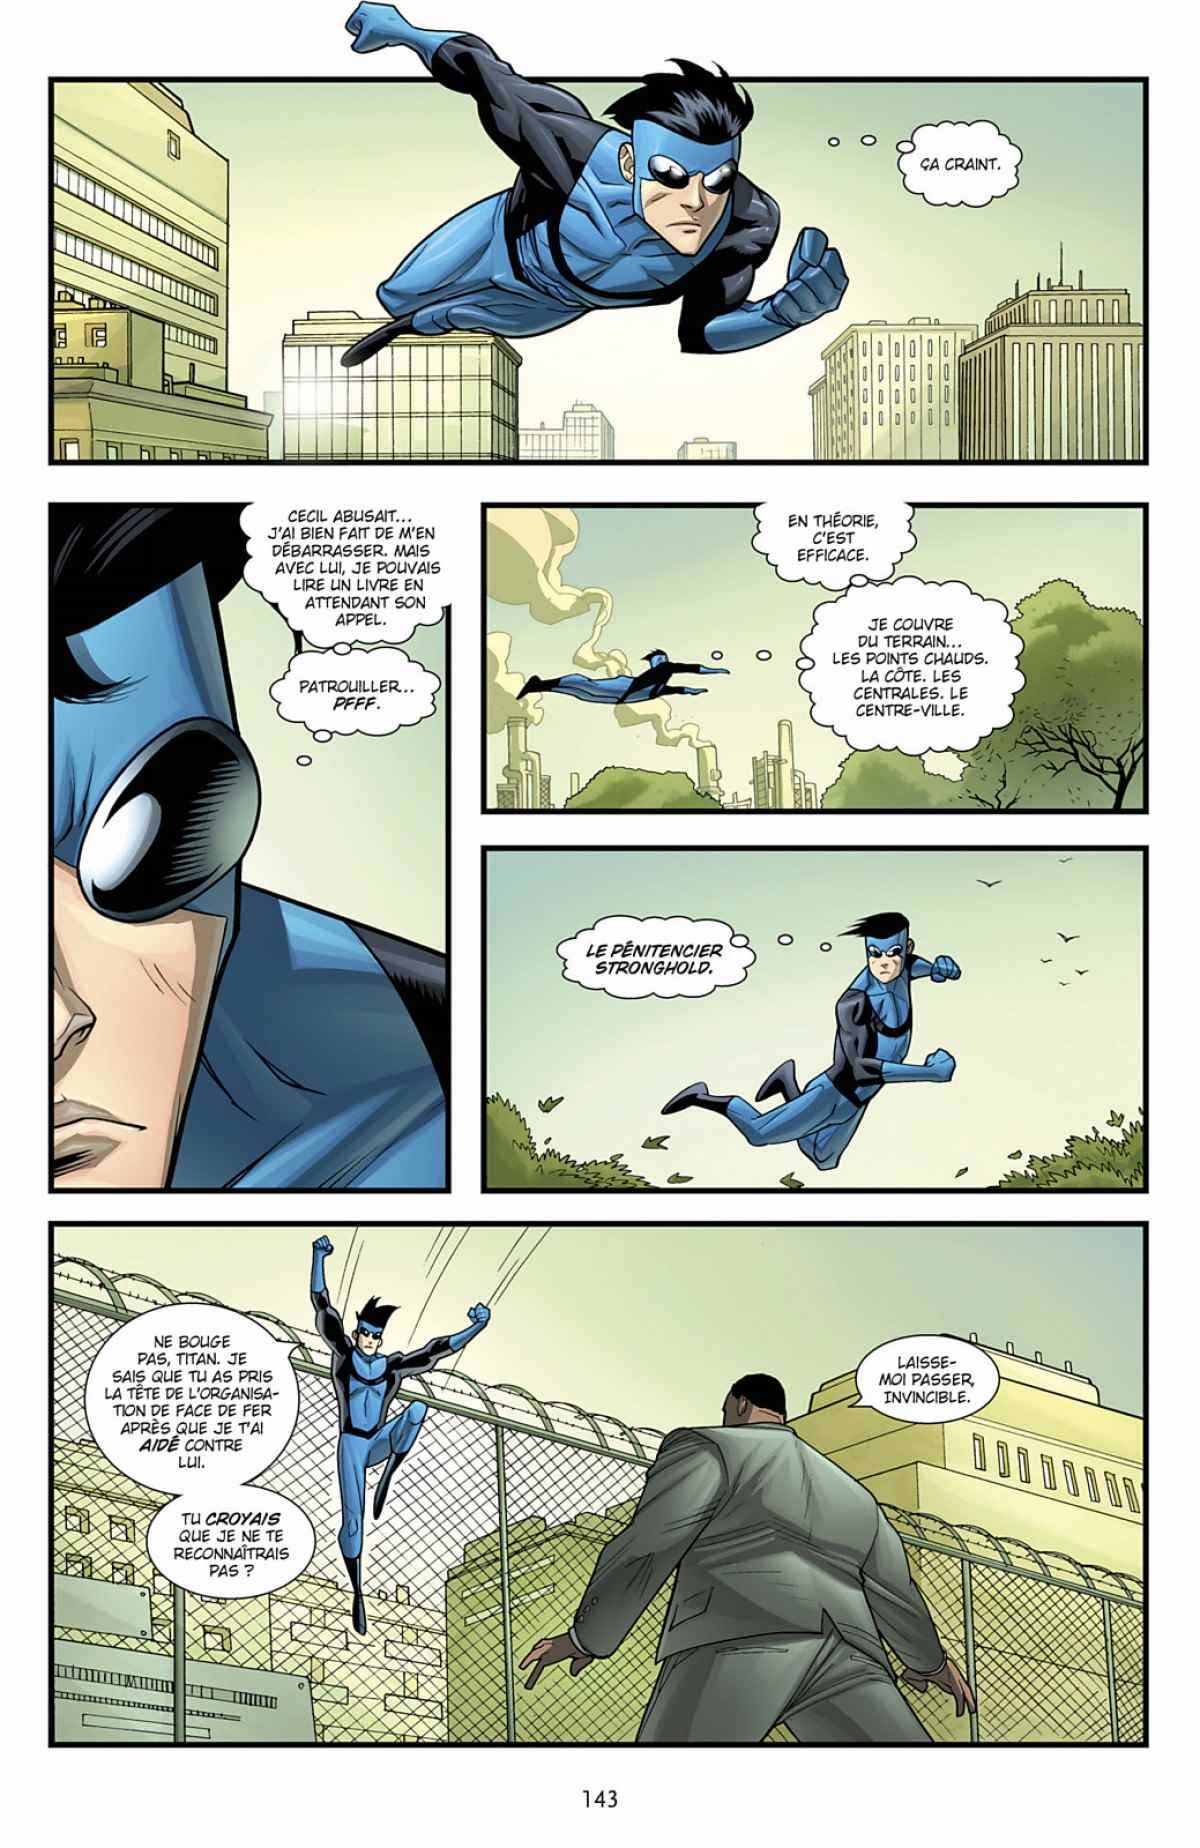 ÇA CRAINT.
CECIL ABUSAIT...
J'AI BIEN FAIT DE M'EN
DÉBARRASSER. MAIS
AVEC LUI, JE POUVAIS
LIRE UN LIVRE EN
ATTENDANT SON
APPEL.
PATROUILLER...
PFFF.
EN THÉORIE,
C'EST
EFFICACE.
JE COUVRE
DU TERRAIN...
LES POINTS CHAUDS.
LA CÔTE. LES
CENTRALES. LE
CENTRE-VILLE.
LE PÉNITENCIER
STRONGHOLD.
NE BOUGE
PAS, TITAN. JE
SAIS QUE TU AS PRIS
LA TÊTE DE L'ORGANISA-
TION DE FACE DE FER
APRÈS QUE JE T'AI
AIDÉ CONTRE
LUI.
TU CROYAIS
QUE JE NE TE
RECONNAÎTRAIS
PAS ?
LAISSE-
MOI PASSER,
INVINCIBLE.
143